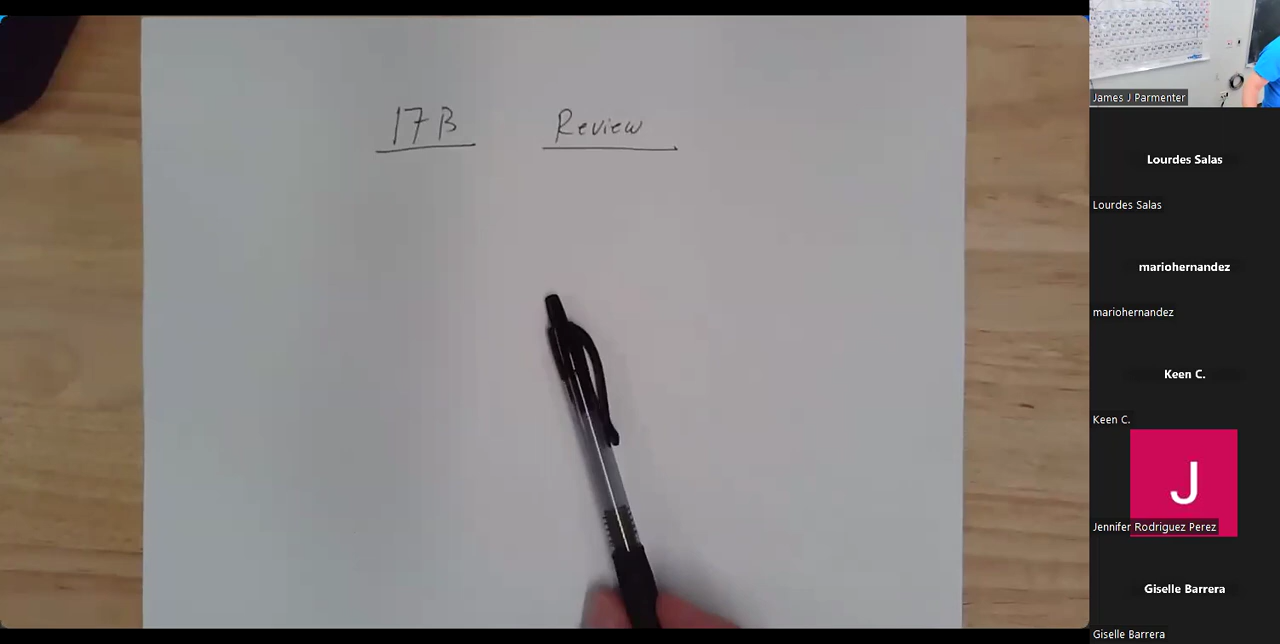 17B Review
James J Parmenter
Lourdes Salas
Lourdes Salas
mariohernandez
mariohernandez
Keen C.
Keen C.
J
Jennifer Rodriguez Perez
Giselle Barrera
Giselle Barrera